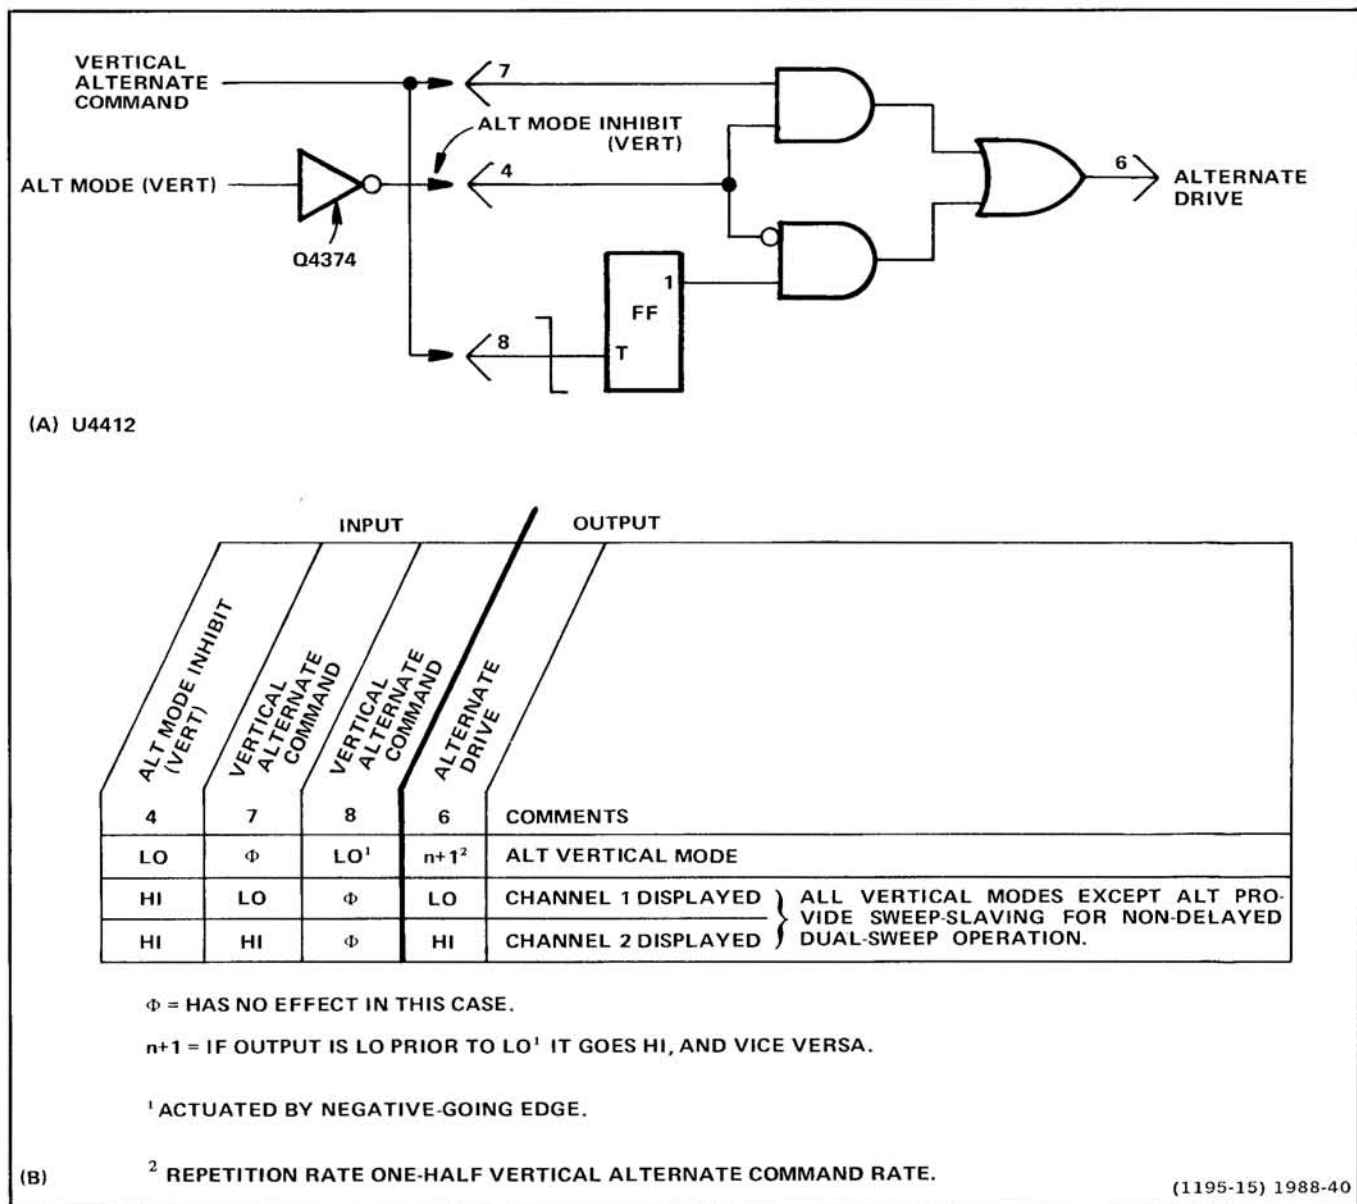 VERTICAL
ALTERNATE
COMMAND
7
ALT MODE INHIBIT
(VERT)
ALT MODE (VERT)
4
6
ALTERNATE
DRIVE
Q4374
1
FF
8
T
(A) U4412
INPUT
OUTPUT
ALT MODE INHIBIT
(VERT)
VERTICAL
ALTERNATE
COMMAND
VERTICAL
ALTERNATE
COMMAND
ALTERNATE
DRIVE
4 7 8 6 COMMENTS
LO Φ LO¹ n+1² ALT VERTICAL MODE
HI LO Φ LO CHANNEL 1 DISPLAYED
HI HI Φ HI CHANNEL 2 DISPLAYED
ALL VERTICAL MODES EXCEPT ALT PRO-
VIDE SWEEP-SLAVING FOR NON-DELAYED
DUAL-SWEEP OPERATION.
Φ = HAS NO EFFECT IN THIS CASE.
n+1 = IF OUTPUT IS LO PRIOR TO LO¹ IT GOES HI, AND VICE VERSA.
¹ ACTUATED BY NEGATIVE-GOING EDGE.
² REPETITION RATE ONE-HALF VERTICAL ALTERNATE COMMAND RATE.
(B)
(1195-15) 1988-40